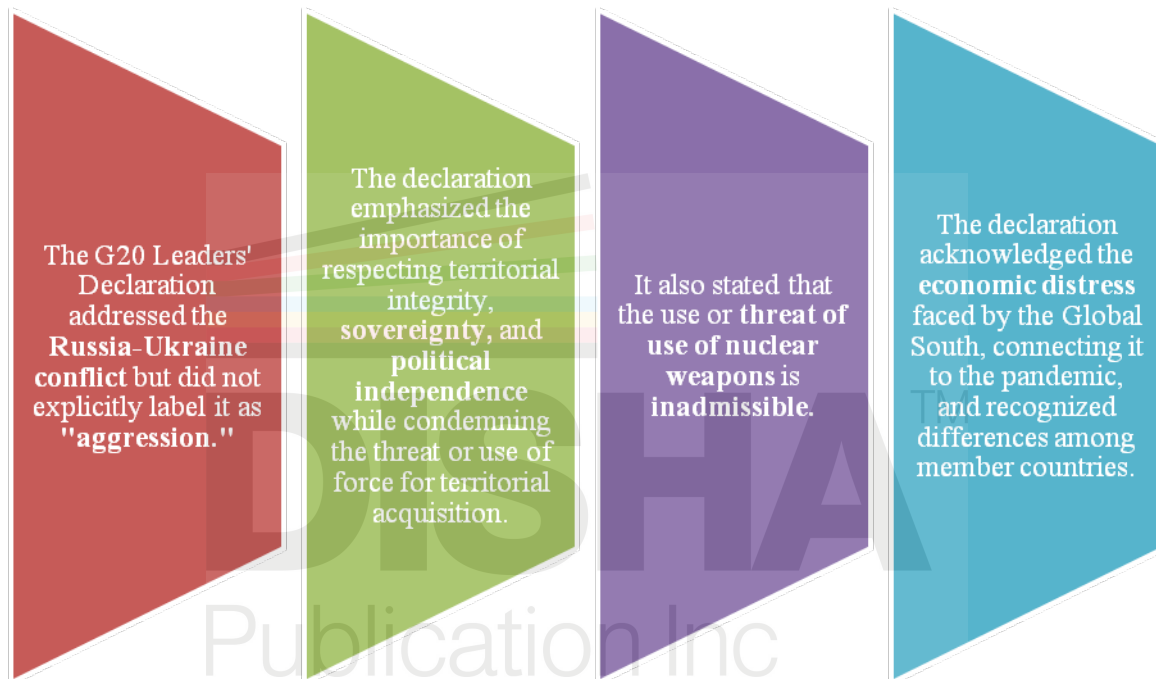 The G20 Leaders'
Declaration
addressed the
Russia-Ukraine
conflict but did not
explicitly label it as
"aggression."
The declaration
emphasized the
importance of
respecting territorial
integrity,
sovereignty, and
political
independence
while condemning
the threat or use of
force for territorial
acquisition.
It also stated that
the use or threat of
use of nuclear
weapons is
inadmissible.
The declaration
acknowledged the
economic distress
faced by the Global
South, connecting it
to the pandemic,
and recognized
differences among
member countries.
DISHA TM
Publication Inc